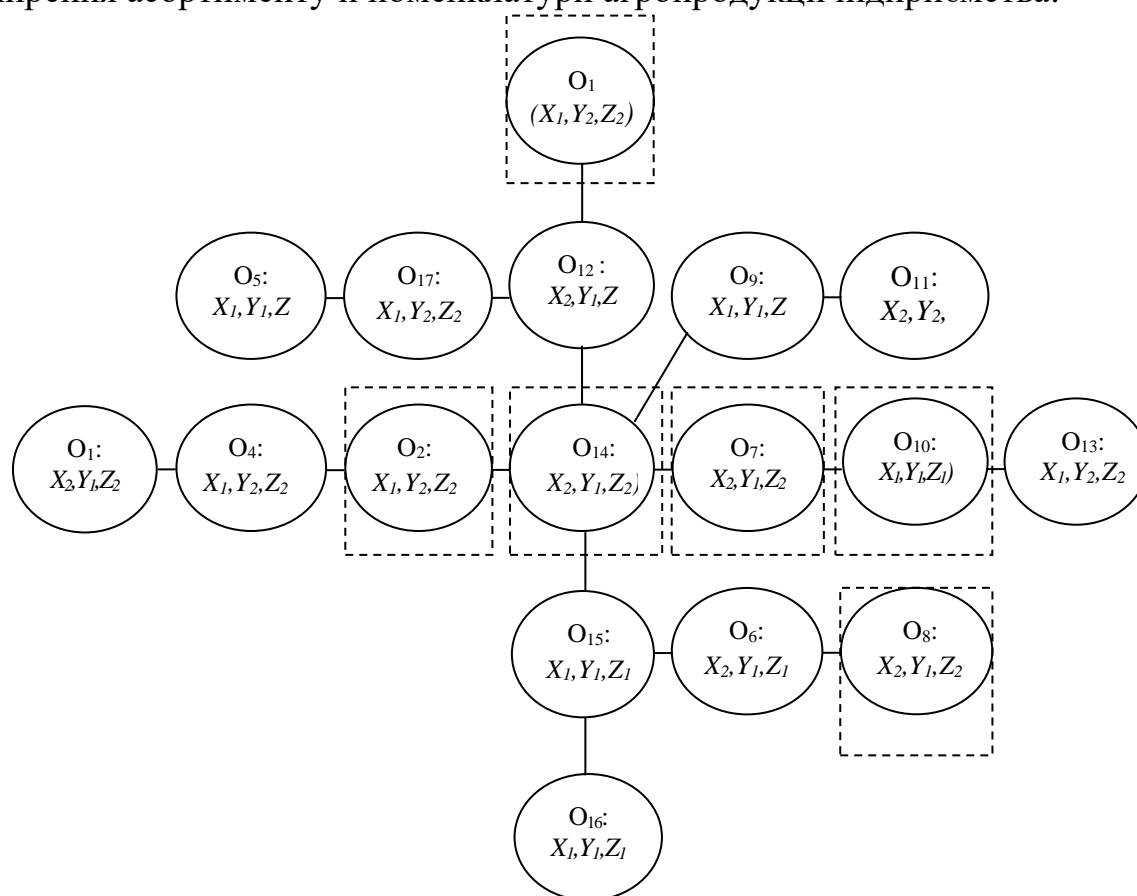 асортименту й номенклатури агропродукції підприємства.
O₁
(X₁,Y₂,Z₂)
O₅:
X₁,Y₁,Z
O₁₇:
X₁,Y₂,Z₂
O₁₂ :
X₂,Y₁,Z
O₉:
X₁,Y₁,Z
O₁₁:
X₂,Y₂,
O₁:
X₂,Y₁,Z₂
O₄:
X₁,Y₂,Z₂
O₂:
X₁,Y₂,Z₂
O₁₄:
X₂,Y₁,Z₂)
O₇:
X₂,Y₁,Z₂
O₁₀:
X₁,Y₁,Z₁)
O₁₃:
X₁,Y₂,Z₂
O₁₅:
X₁,Y₁,Z₁
O₆:
X₂,Y₁,Z₁
O₈:
X₂,Y₁,Z₂
O₁₆:
X₁,Y₁,Z₁